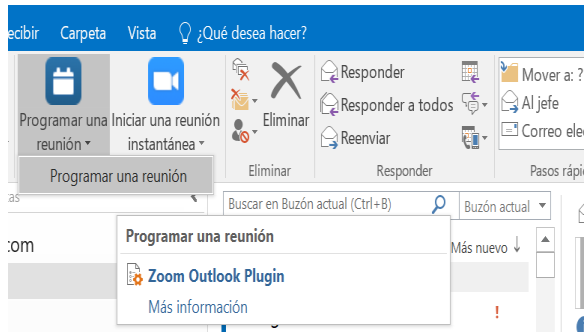 ecibir Carpeta Vista ¿Qué desea hacer?
Programar una reunión
Iniciar una reunión instantánea
Eliminar
Responder
Responder a todos
Reenviar
Mover a: ?
Al jefe
Correo ele
Eliminar Responder Pasos rápi
Programar una reunión
Buscar en Buzón actual (Ctrl+B) Buzón actual
com
Programar una reunión
Más nuevo ↓
Zoom Outlook Plugin
Más información
!